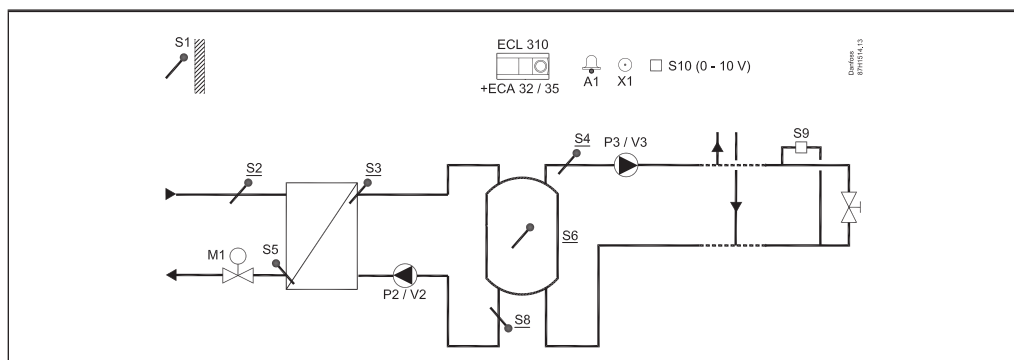 S1
ECL 310
+ECA 32 / 35
A1
X1
S10 (0 - 10 V)
Danfoss
87H1514.13
S2
S3
S4
P3 / V3
S9
S6
M1
S5
P2 / V2
S8